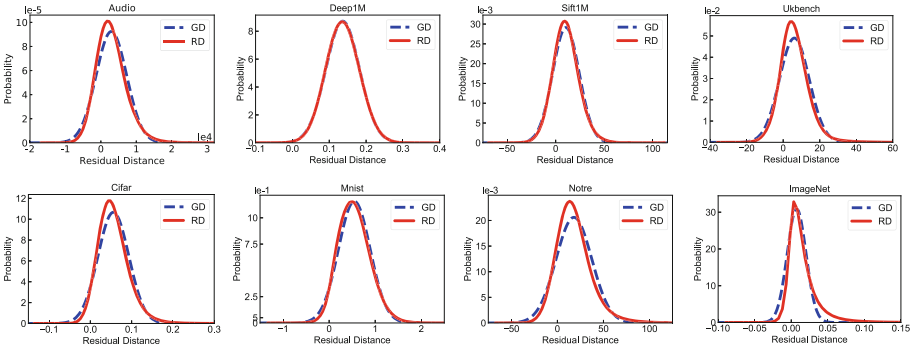 Audio
1e-5
10
8
6
4
2
0
Probability
GD
RD
1e4
-2 -1 0 1 2 3
Residual Distance
Deep1M
8
6
4
2
0
Probability
GD
RD
-0.1 0.0 0.1 0.2 0.3 0.4
Residual Distance
Sift1M
1e-3
30
20
10
0
Probability
GD
RD
-50 0 50 100
Residual Distance
Ukbench
1e-2
6
4
2
0
Probability
GD
RD
-40 -20 0 20 40 60
Residual Distance
Cifar
12
10
8
6
4
2
0
Probability
GD
RD
-0.1 0.0 0.1 0.2 0.3
Residual Distance
Mnist
1e-1
10
7.5
5
2.5
0
Probability
GD
RD
-1 0 1 2
Residual Distance
Notre
1e-3
20
15
10
5
0
Probability
GD
RD
-50 0 50 100
Residual Distance
ImageNet
30
20
10
0
Probability
GD
RD
-0.10 -0.05 0.00 0.05 0.10 0.15
Residual Distance